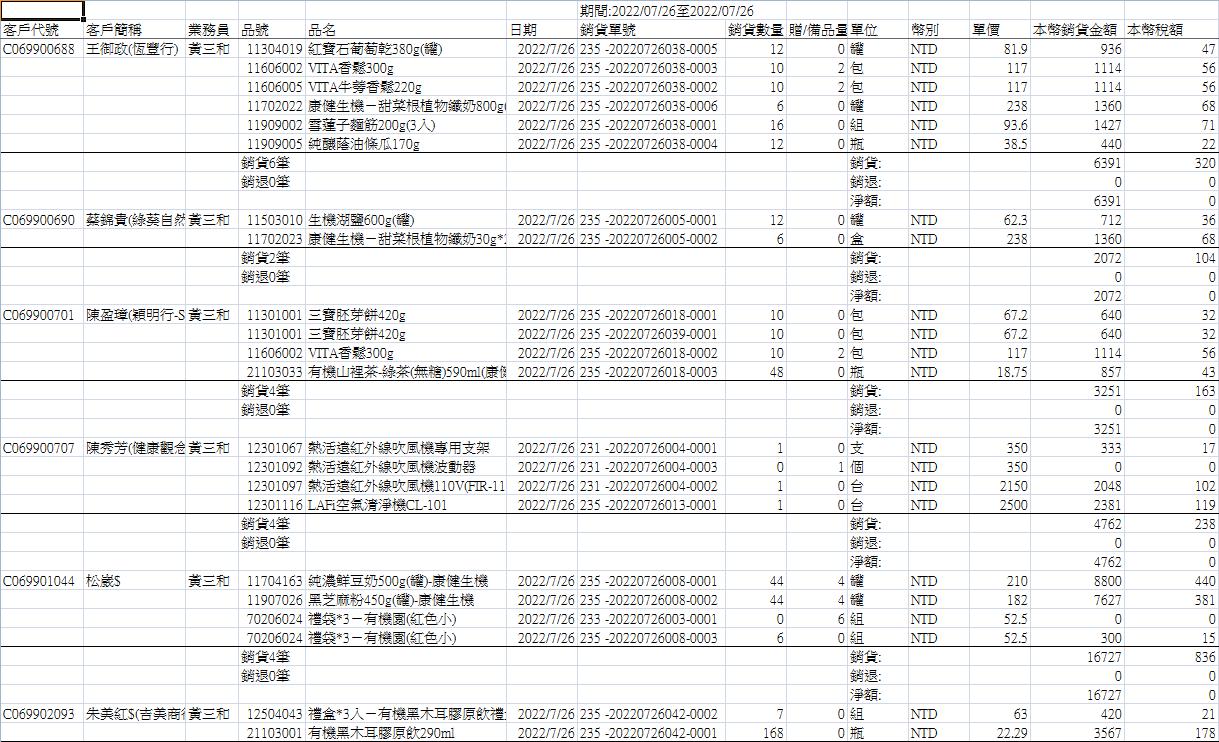 期間:2022/07/26至2022/07/26
客戶代號 客戶簡稱 業務員 品號 品名 日期 銷貨單號 銷貨數量 贈/備品量 單位 幣別 單價 本幣銷貨金額 本幣稅額
C069900688 王御政(恆豐行) 黃三和 11304019 紅寶石葡萄乾380g(罐) 2022/7/26 235 -20220726038-0005 12 0 罐 NTD 81.9 936 47
11606002 VITA香鬆300g 2022/7/26 235 -20220726038-0003 10 2 包 NTD 117 1114 56
11606005 VITA牛蒡香鬆220g 2022/7/26 235 -20220726038-0002 10 2 包 NTD 117 1114 56
11702022 康健生機－甜菜根植物纖奶800g( 2022/7/26 235 -20220726038-0006 6 0 罐 NTD 238 1360 68
11909002 雪蓮子麵筋200g(3入) 2022/7/26 235 -20220726038-0001 16 0 組 NTD 93.6 1427 71
11909005 純釀蔭油條瓜170g 2022/7/26 235 -20220726038-0004 12 0 瓶 NTD 38.5 440 22
銷貨6筆 銷貨: 6391 320
銷退0筆 銷退: 0 0
淨額: 6391 0
C069900690 蔡錦貴(綠葵自然 黃三和 11503010 生機湖鹽600g(罐) 2022/7/26 235 -20220726005-0001 12 0 罐 NTD 62.3 712 36
11702023 康健生機－甜菜根植物纖奶30g* 2022/7/26 235 -20220726005-0002 6 0 盒 NTD 238 1360 68
銷貨2筆 銷貨: 2072 104
銷退0筆 銷退: 0 0
淨額: 2072 0
C069900701 陳盈璋(穎明行-S 黃三和 11301001 三寶胚芽餅420g 2022/7/26 235 -20220726018-0001 10 0 包 NTD 67.2 640 32
11301001 三寶胚芽餅420g 2022/7/26 235 -20220726039-0001 10 0 包 NTD 67.2 640 32
11606002 VITA香鬆300g 2022/7/26 235 -20220726018-0002 10 2 包 NTD 117 1114 56
21103033 有機山裡茶-綠茶(無糖)590ml(康健 2022/7/26 235 -20220726018-0003 48 0 瓶 NTD 18.75 857 43
銷貨4筆 銷貨: 3251 163
銷退0筆 銷退: 0 0
淨額: 3251 0
C069900707 陳秀芳(健康觀念 黃三和 12301067 熱活遠紅外線吹風機專用支架 2022/7/26 231 -20220726004-0001 1 0 支 NTD 350 333 17
12301092 熱活遠紅外線吹風機波動器 2022/7/26 231 -20220726004-0003 0 1 個 NTD 350 0 0
12301097 熱活遠紅外線吹風機110V(FIR-11 2022/7/26 231 -20220726004-0002 1 0 台 NTD 2150 2048 102
12301116 LAFi空氣清淨機CL-101 2022/7/26 231 -20220726013-0001 1 0 台 NTD 2500 2381 119
銷貨4筆 銷貨: 4762 238
銷退0筆 銷退: 0 0
淨額: 4762 0
C069901044 松崴$ 黃三和 11704163 純濃鮮豆奶500g(罐)-康健生機 2022/7/26 235 -20220726008-0001 44 4 罐 NTD 210 8800 440
11907026 黑芝麻粉450g(罐)-康健生機 2022/7/26 235 -20220726008-0002 44 4 罐 NTD 182 7627 381
70206024 禮袋*3－有機園(紅色小) 2022/7/26 233 -20220726003-0001 0 6 組 NTD 52.5 0 0
70206024 禮袋*3－有機園(紅色小) 2022/7/26 235 -20220726008-0003 6 0 組 NTD 52.5 300 15
銷貨4筆 銷貨: 16727 836
銷退0筆 銷退: 0 0
淨額: 16727 0
C069902093 朱美紅$(吉美商行 黃三和 12504043 禮盒*3入－有機黑木耳膠原飲禮 2022/7/26 235 -20220726042-0002 7 0 組 NTD 63 420 21
21103001 有機黑木耳膠原飲290ml 2022/7/26 235 -20220726042-0001 168 0 瓶 NTD 22.29 3567 178